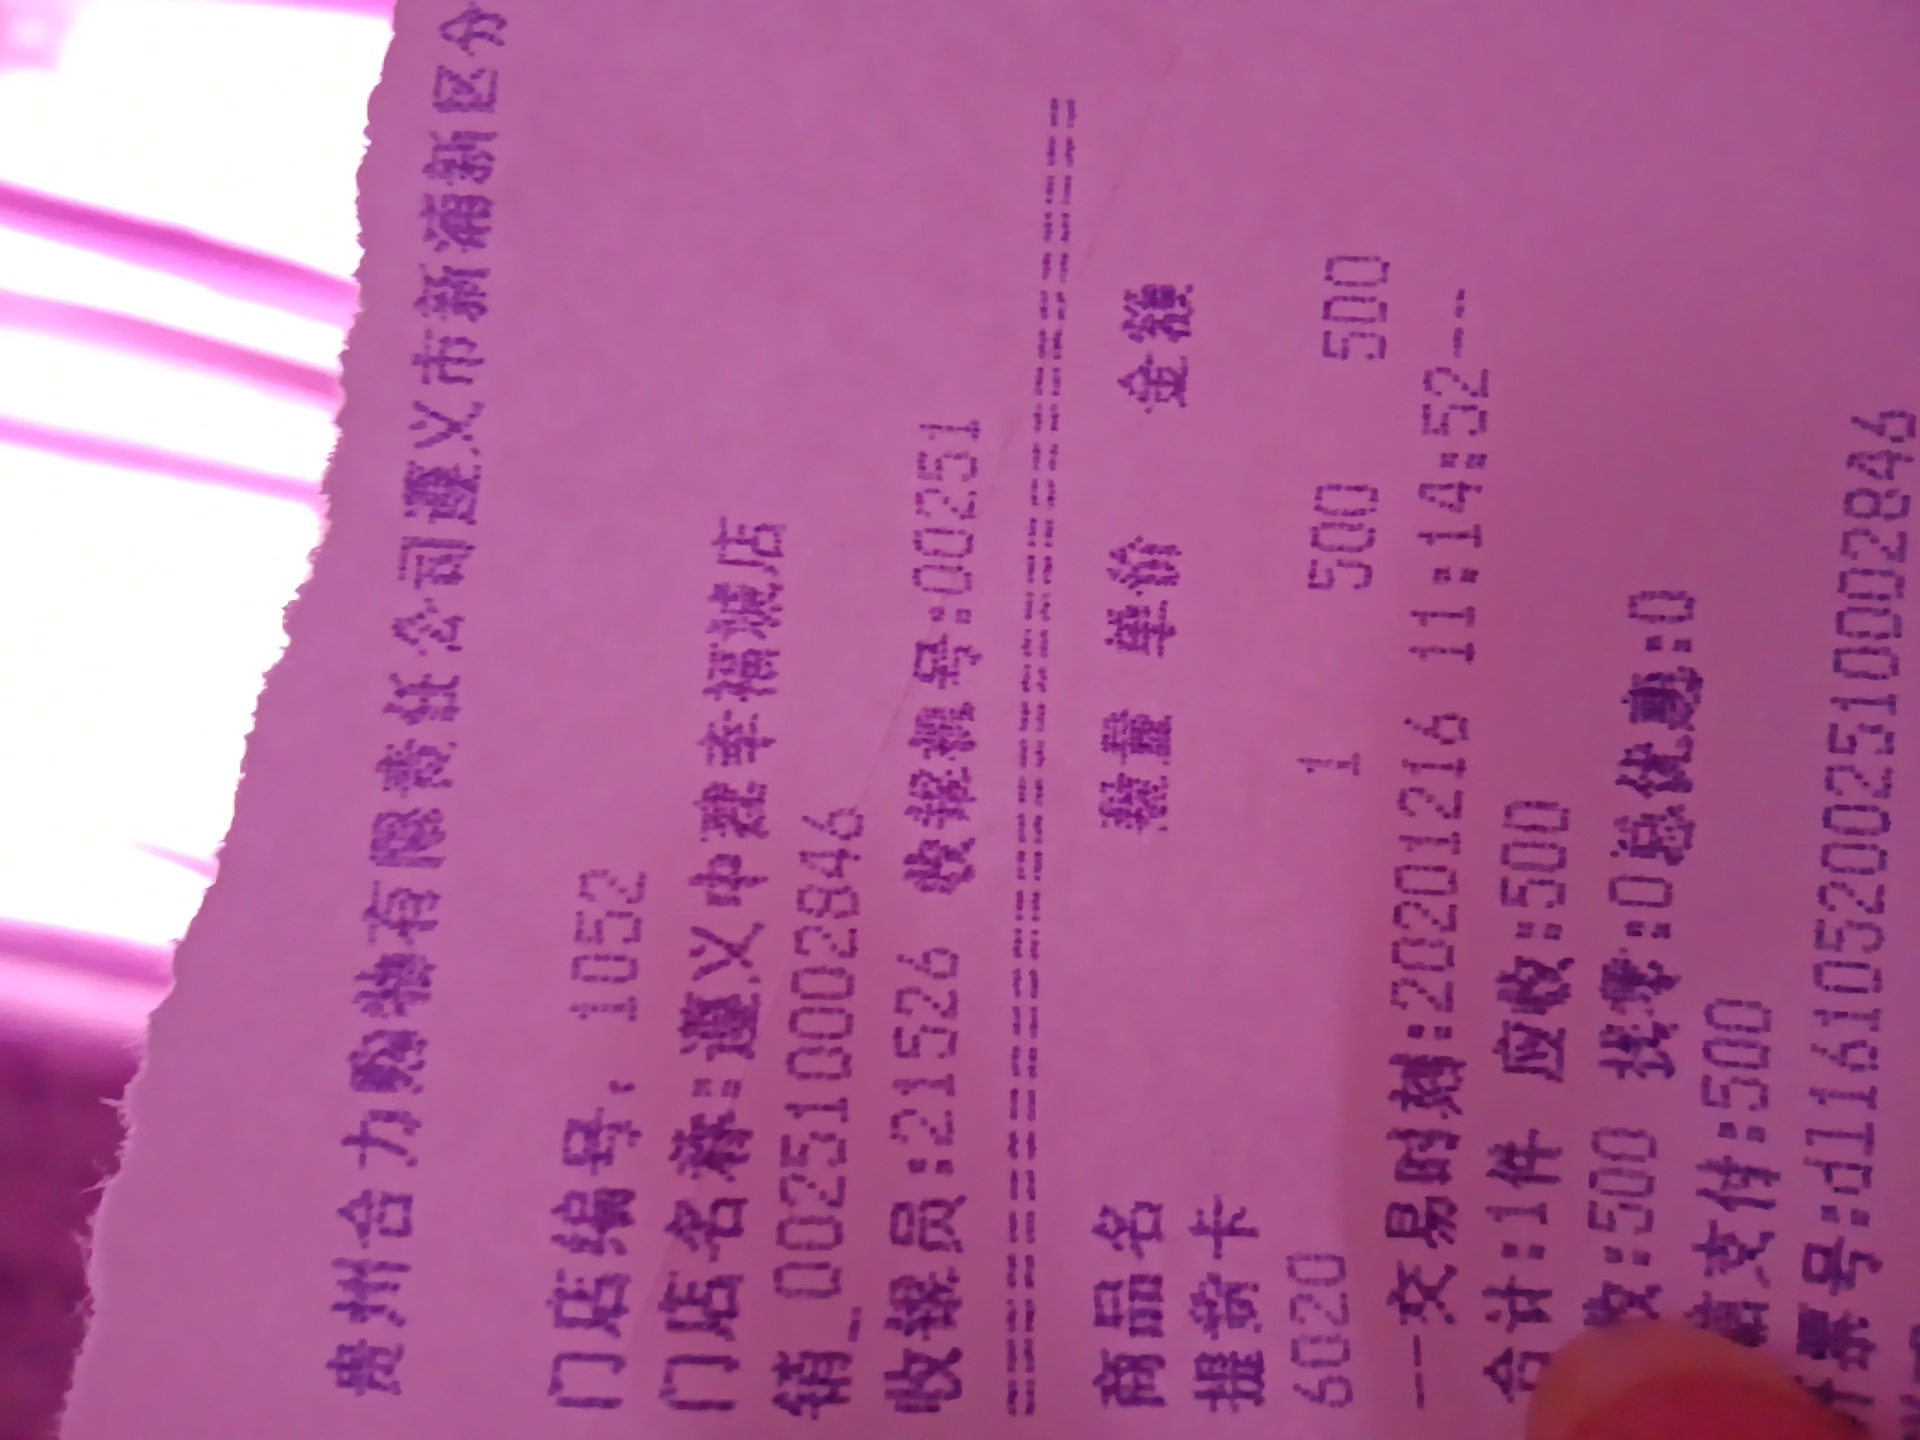 贵州合力购物有限责任公司遵义市新蒲新区分
门店编号: 1052
门店名称:遵义中建幸福诚店
销_002510002846
收银员:211526 收银机号:00251
================================
商品名 数量 单价 金额
提货卡
6020 1 500 500
--交易时刻:20201216 11:14:52---
合计:1件 应收:500
收:500 找零:0总优惠:0
信支付:500
票号:d1161052002510002846